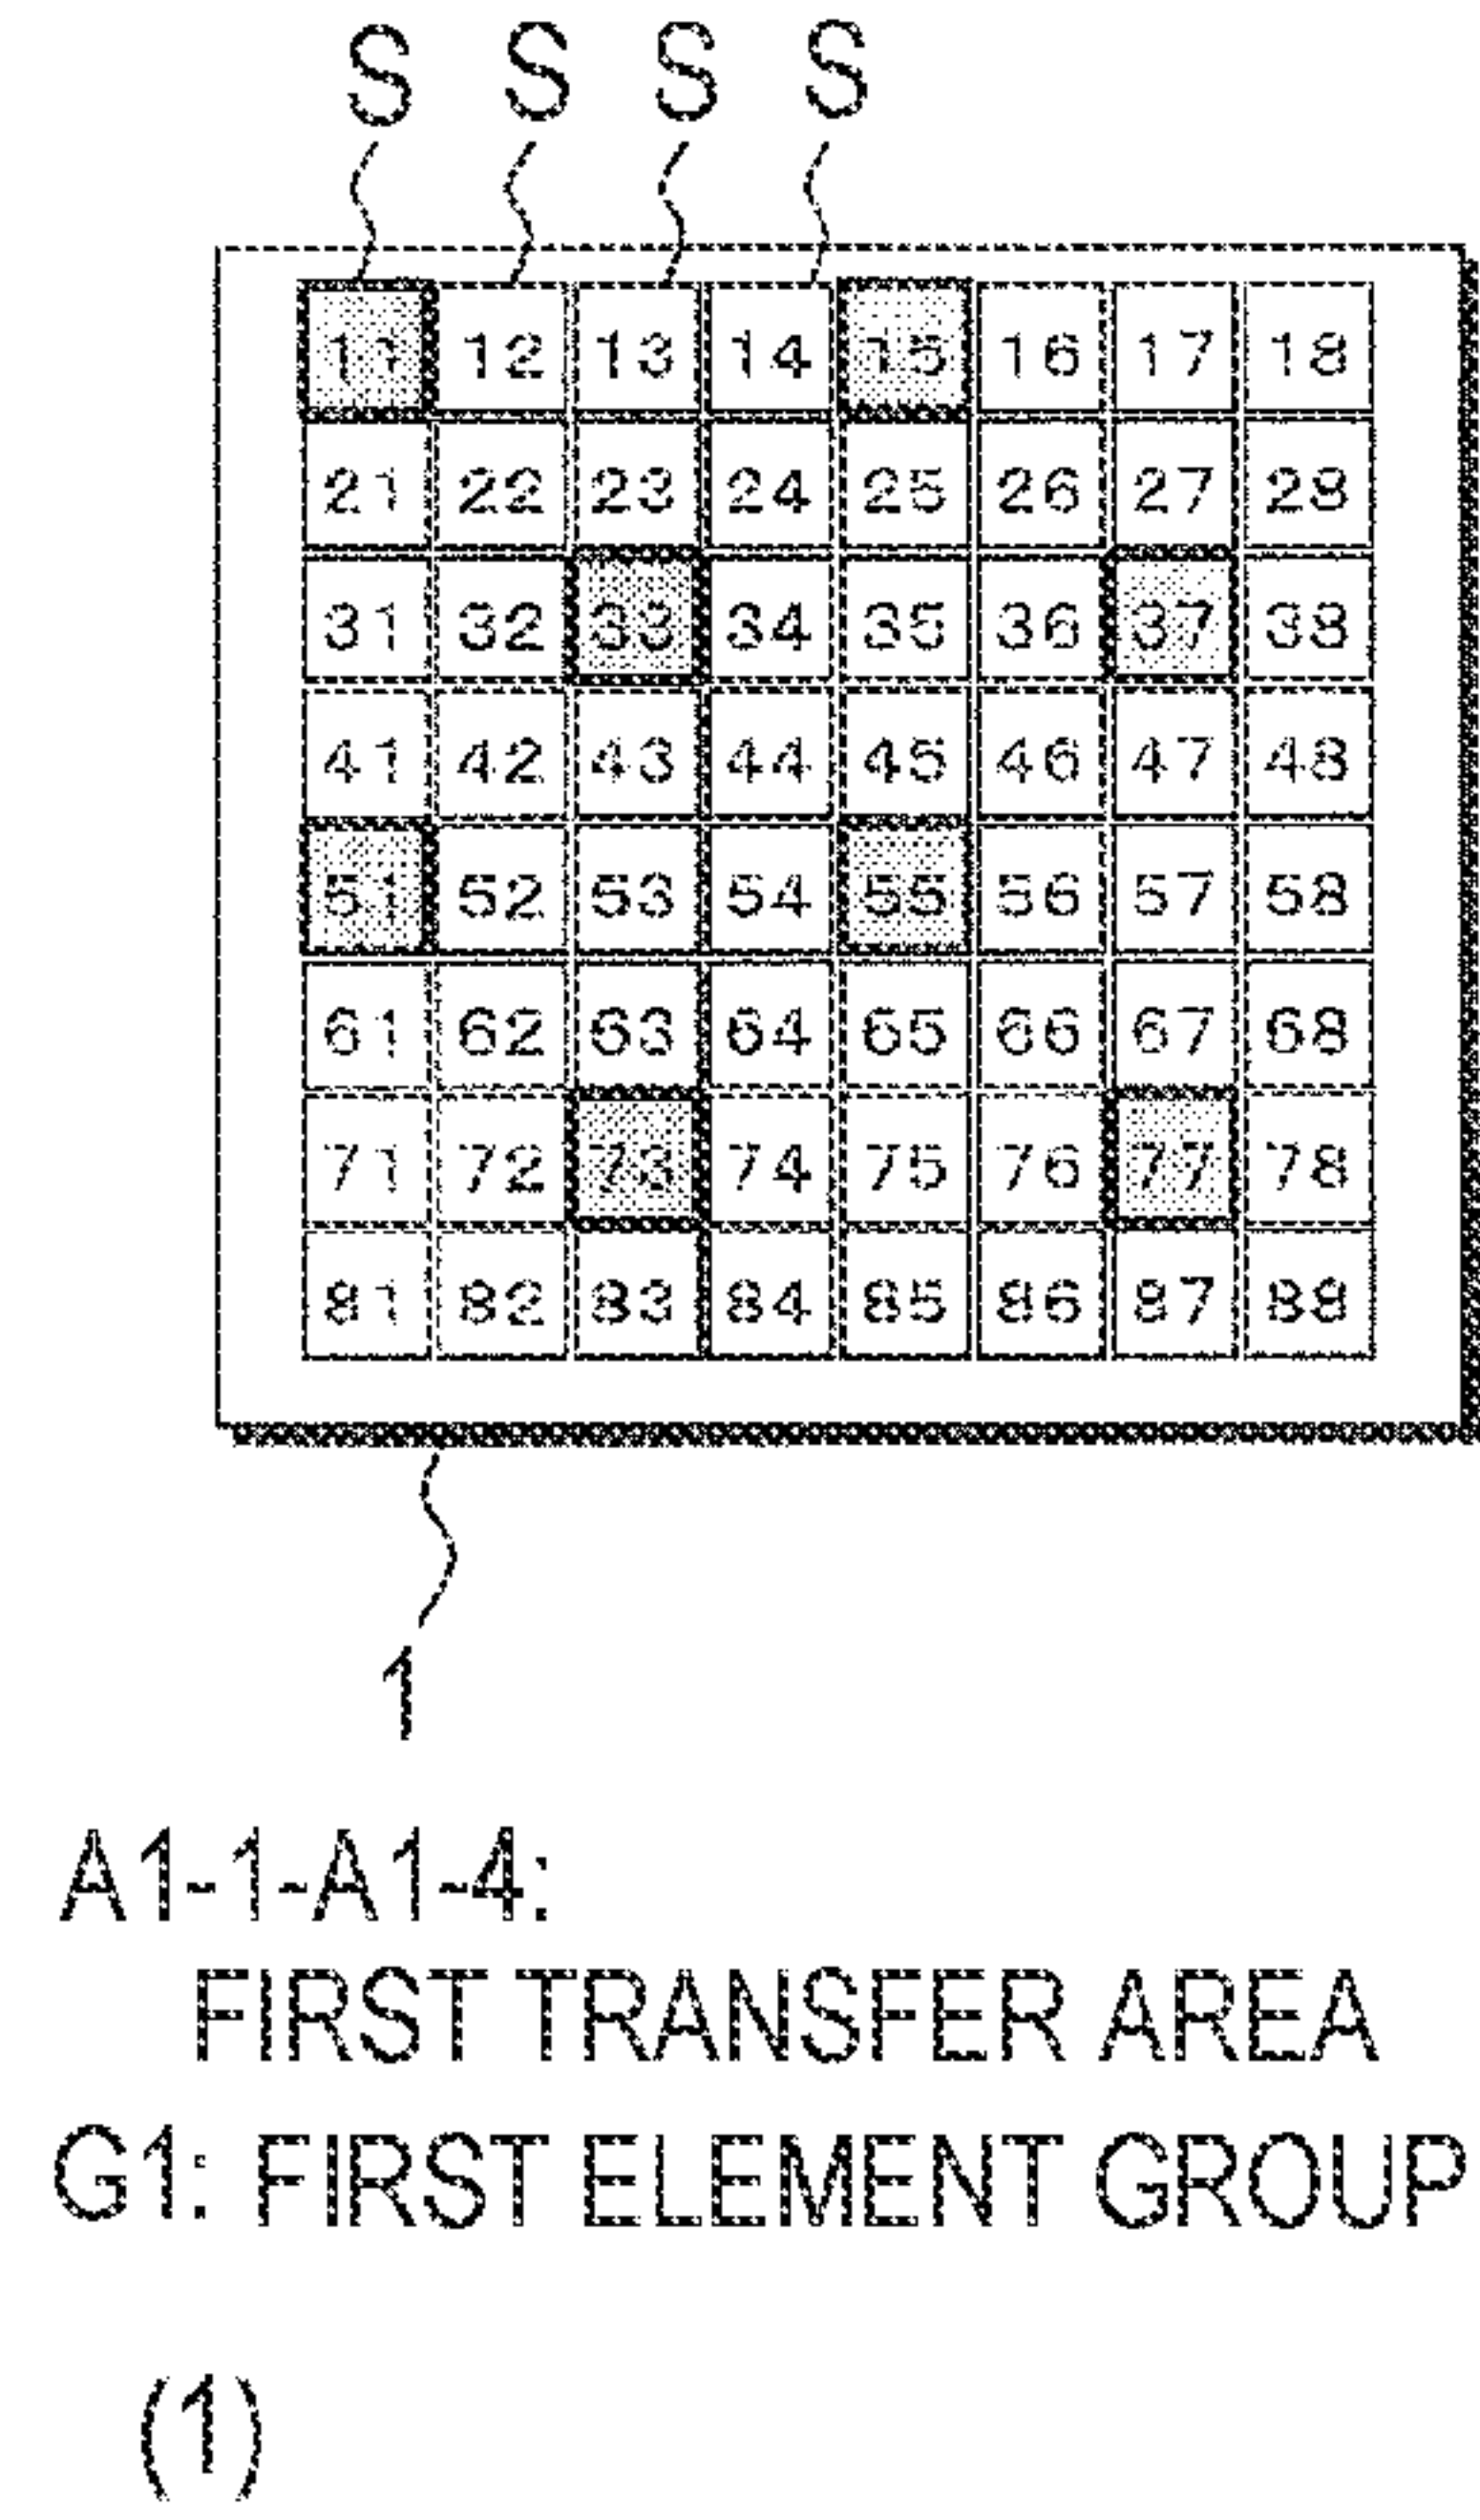 S S S S
11 12 13 14 15 16 17 18
21 22 23 24 25 26 27 28
31 32 33 34 35 36 37 38
41 42 43 44 45 46 47 48
51 52 53 54 55 56 57 58
61 62 63 64 65 66 67 68
71 72 73 74 75 76 77 78
81 82 83 84 85 86 87 88
1
A1-1-A1-4:
FIRST TRANSFER AREA
G1: FIRST ELEMENT GROUP
(1)